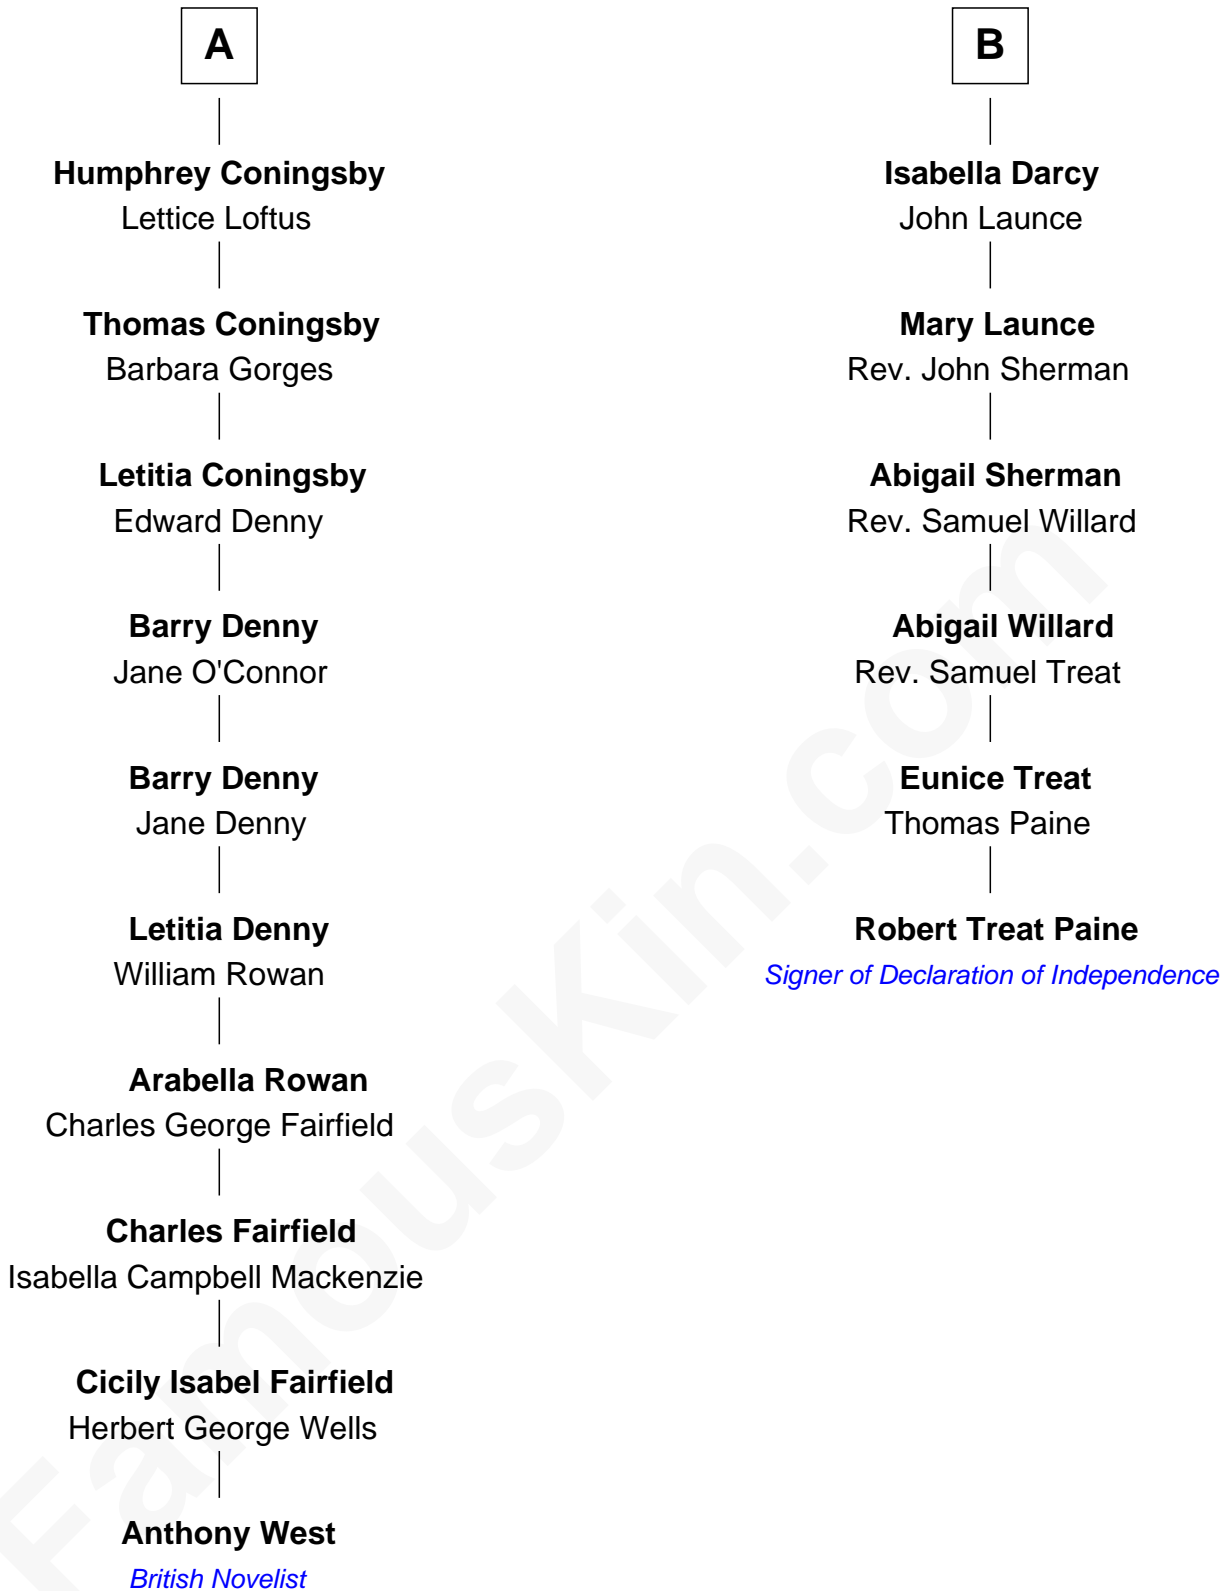 A
Humphrey Coningsby
Lettice Loftus
Thomas Coningsby
Barbara Gorges
Letitia Coningsby
Edward Denny
Barry Denny
Jane O'Connor
Barry Denny
Jane Denny
Letitia Denny
William Rowan
Arabella Rowan
Charles George Fairfield
Charles Fairfield
Isabella Campbell Mackenzie
Cicily Isabel Fairfield
Herbert George Wells
Anthony West
British Novelist
B
Isabella Darcy
John Launce
Mary Launce
Rev. John Sherman
Abigail Sherman
Rev. Samuel Willard
Abigail Willard
Rev. Samuel Treat
Eunice Treat
Thomas Paine
Robert Treat Paine
Signer of Declaration of Independence
FamousKin.com